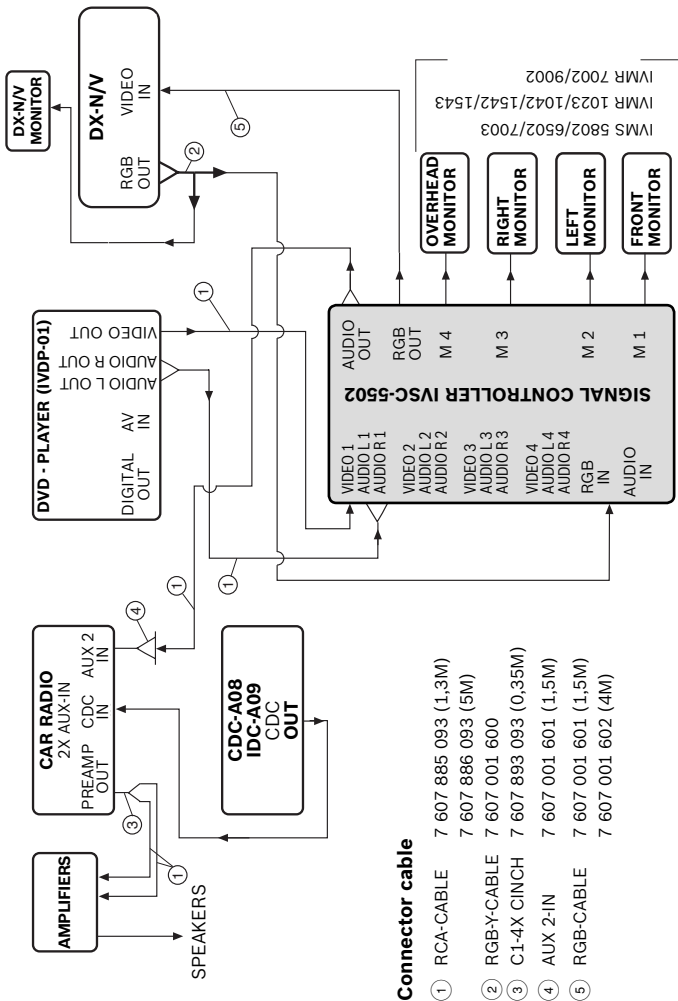 DX-N/V
MONITOR
DX-N/V
RGB
OUT
VIDEO
IN
2
5
IVMR 7002/9002
IVMR 1023/1042/1542/1543
IVMS 5802/6502/7003
OVERHEAD
MONITOR
RIGHT
MONITOR
LEFT
MONITOR
FRONT
MONITOR
DVD - PLAYER (IVDP-01)
DIGITAL
OUT
AV
IN
AUDIO L OUT
AUDIO R OUT
VIDEO OUT
1
1
1
SIGNAL CONTROLLER IVSC-5502
VIDEO 1
AUDIO L 1
AUDIO R 1
VIDEO 2
AUDIO L 2
AUDIO R 2
VIDEO 3
AUDIO L 3
AUDIO R 3
VIDEO 4
AUDIO L 4
AUDIO R 4
RGB
IN
AUDIO
IN
AUDIO
OUT
RGB
OUT
M 4
M 3
M 2
M 1
CAR RADIO
2X AUX-IN
PREAMP
OUT
CDC
IN
AUX 2
IN
4
3
1
CDC-A08
IDC-A09
CDC
OUT
AMPLIFIERS
SPEAKERS
Connector cable
1 RCA-CABLE 7 607 885 093 (1,3M)
7 607 886 093 (5M)
2 RGB-Y-CABLE 7 607 001 600
3 C1-4X CINCH 7 607 893 093 (0,35M)
4 AUX 2-IN 7 607 001 601 (1,5M)
5 RGB-CABLE 7 607 001 601 (1,5M)
7 607 001 602 (4M)